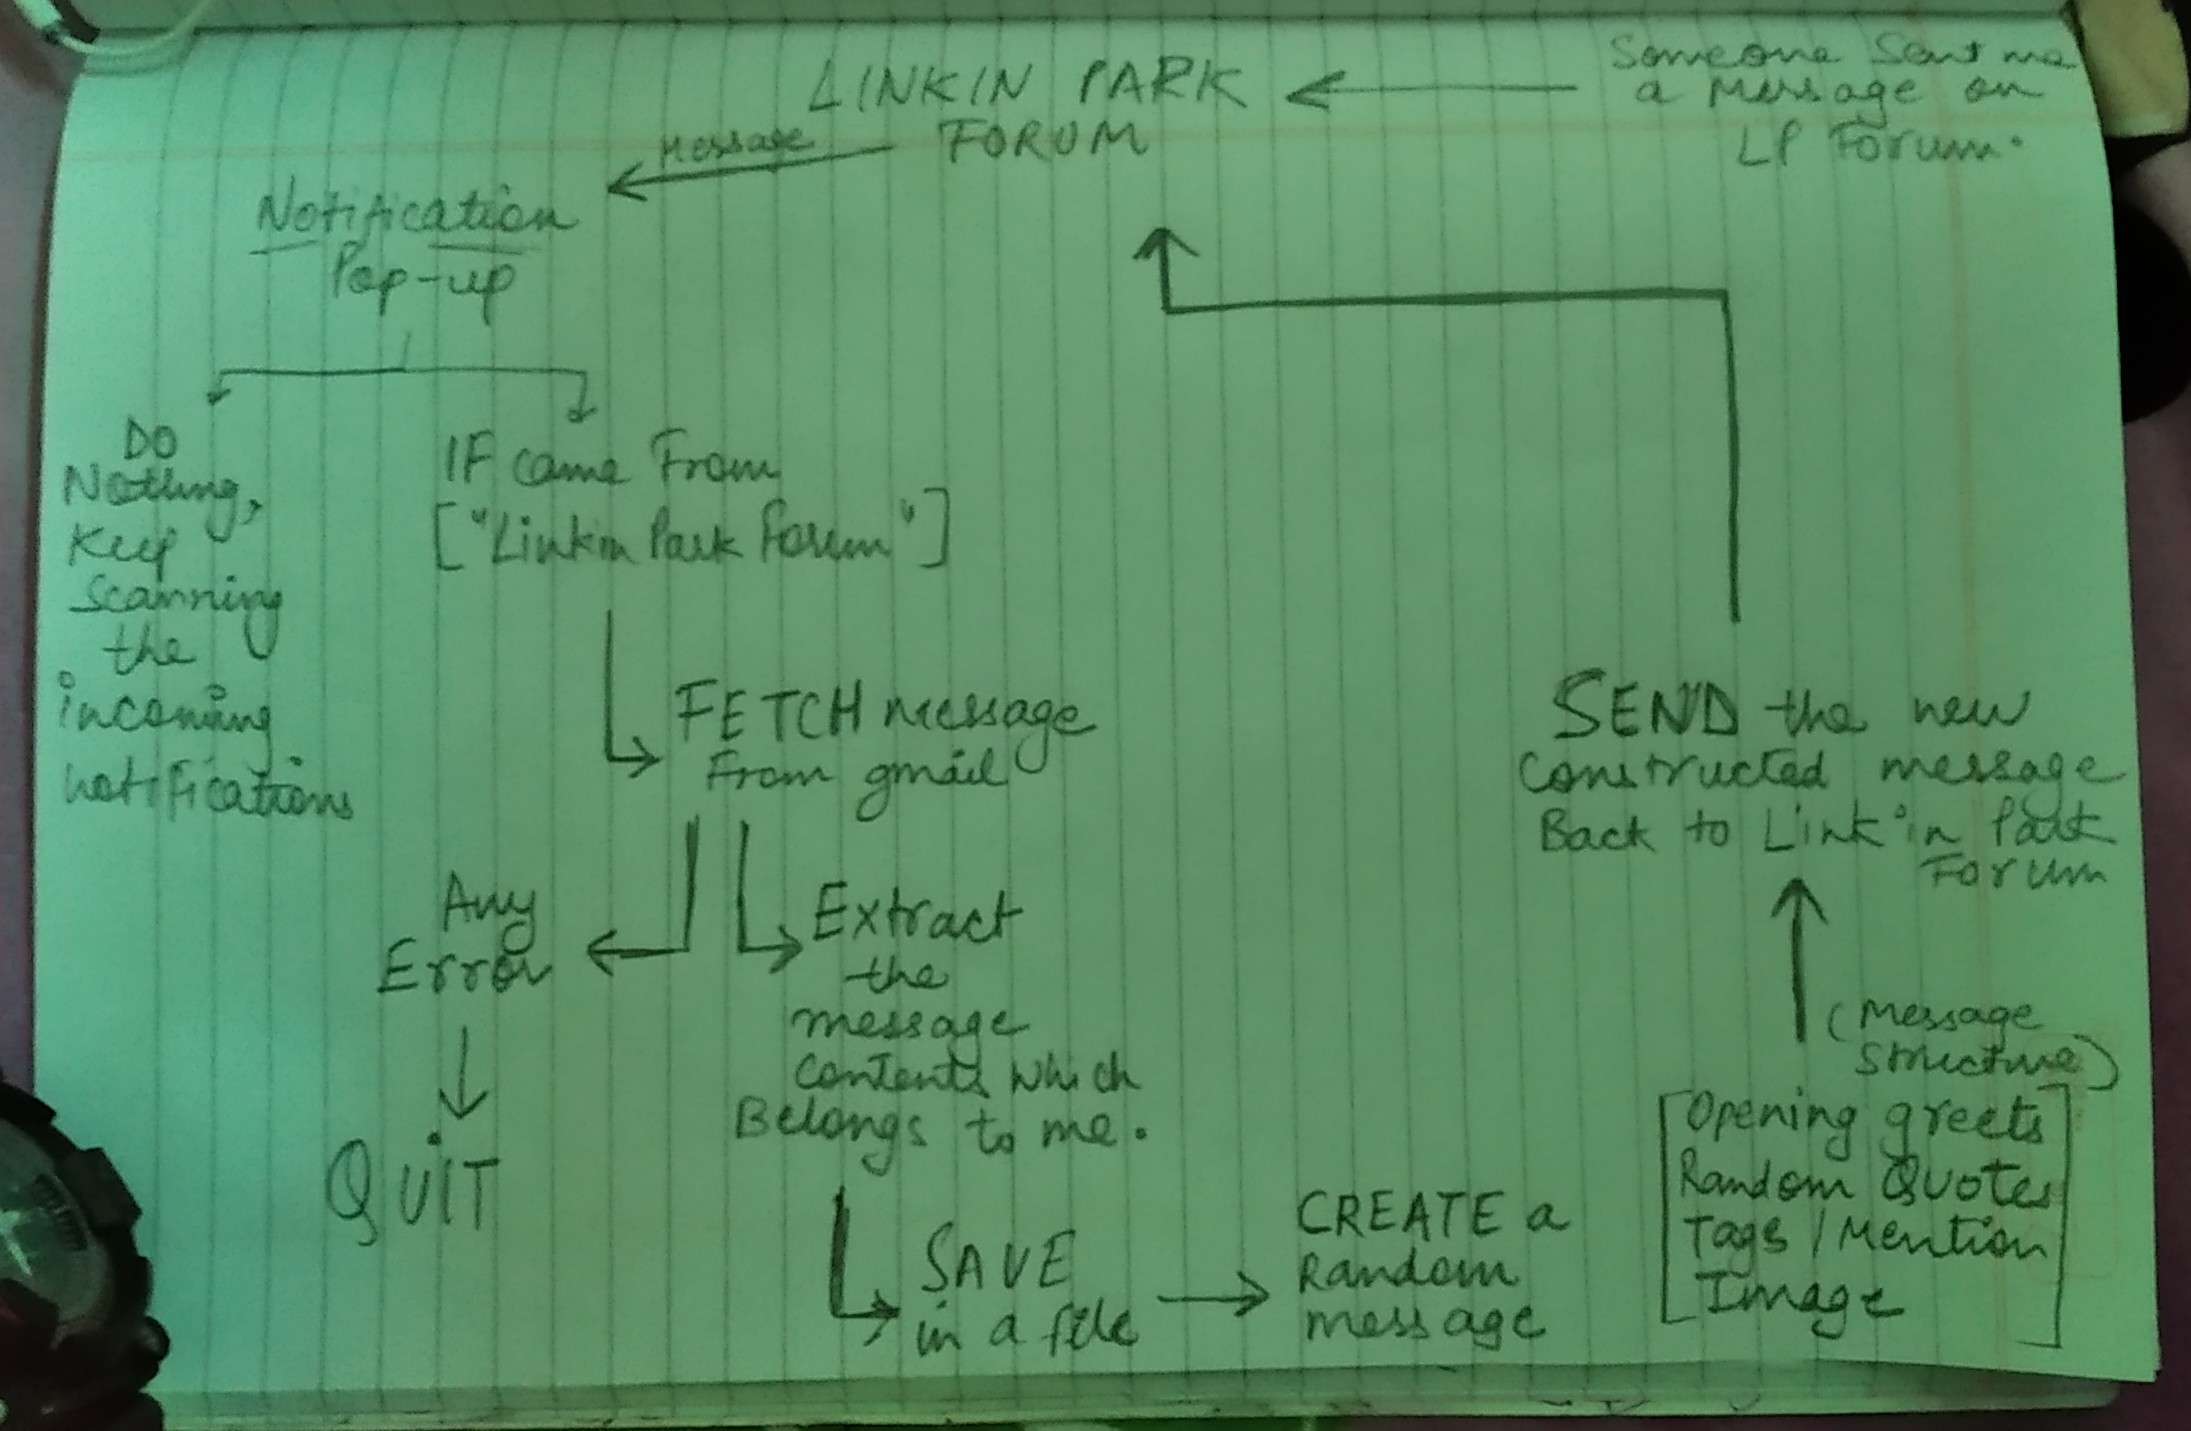 Someone Sent me
a Message on
LP Forum.
LINKIN PARK
FORUM
Message
Notification
Pop-up
DO
Nothing,
Keep
Scanning
the
incoming
notifications
IF came From
["Linkin Park Forum"]
FETCH message
From gmail
Any
Error
QUIT
Extract
the
message
contents which
Belongs to me.
SAVE
in a file
CREATE a
Random
message
(Message
Structure)
[Opening greets
Random Quotes
Tags / Mention
Image]
SEND the new
Constructed message
Back to Linkin Park
Forum